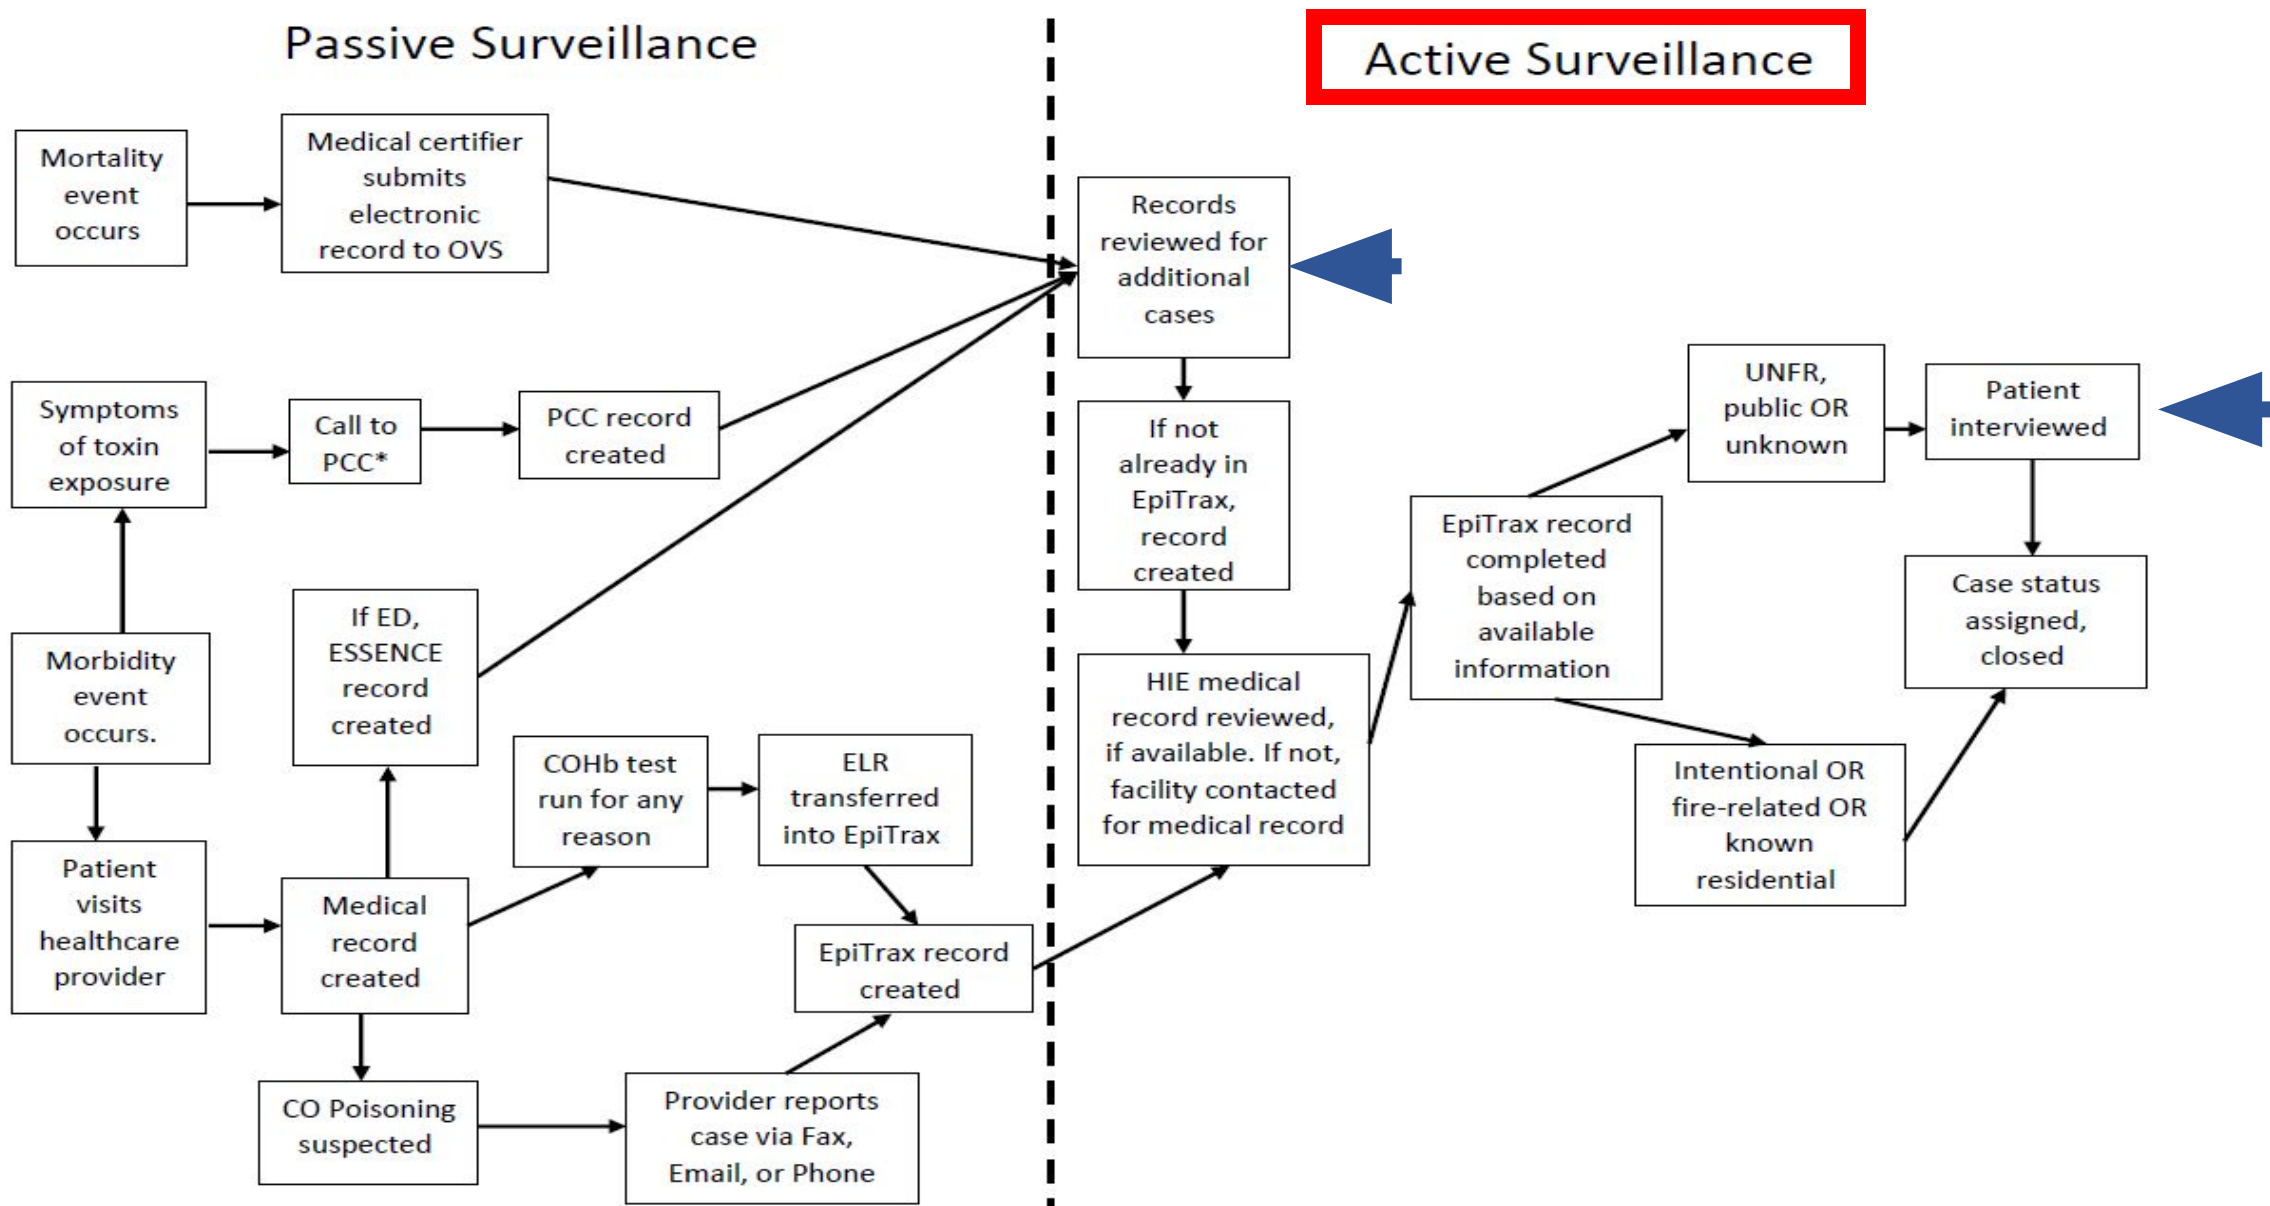 Passive Surveillance
Active Surveillance
Mortality
event
occurs
Medical certifier
submits
electronic
record to OVS
Symptoms
of toxin
exposure
Call to
PCC*
PCC record
created
If ED,
ESSENCE
record
created
Morbidity
event
occurs.
Patient
visits
healthcare
provider
Medical
record
created
COHb test
run for any
reason
ELR
transferred
into EpiTrax
EpiTrax record
created
CO Poisoning
suspected
Provider reports
case via Fax,
Email, or Phone
Records
reviewed for
additional
cases
If not
already in
EpiTrax,
record
created
HIE medical
record reviewed,
if available. If not,
facility contacted
for medical record
EpiTrax record
completed
based on
available
information
UNFR,
public OR
unknown
Patient
interviewed
Case status
assigned,
closed
Intentional OR
fire-related OR
known
residential